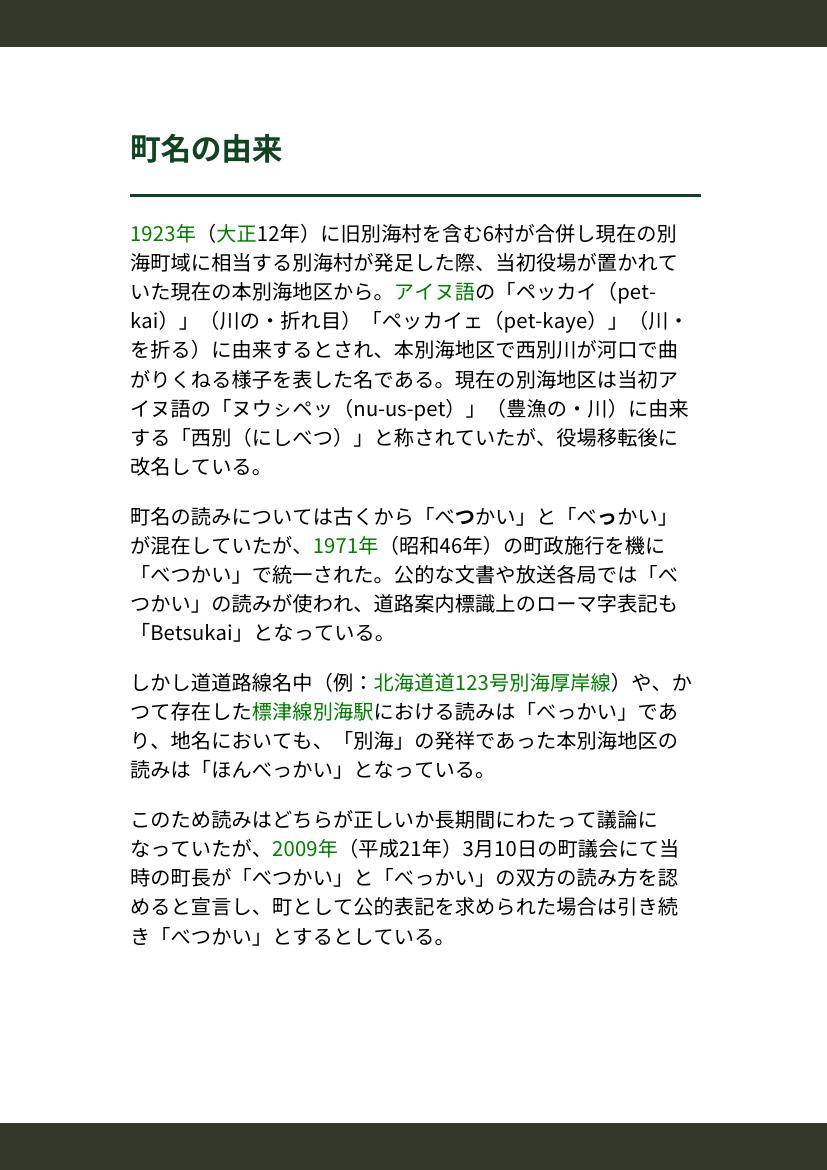 町名の由来
1923年（大正12年）に旧別海村を含む6村が合併し現在の別
海町域に相当する別海村が発足した際、当初役場が置かれて
いた現在の本別海地区から。アイヌ語の「ペッカイ（pet-
kai）」（川の・折れ目）「ペッカイェ（pet-kaye）」（川・
を折る）に由来するとされ、本別海地区で西別川が河口で曲
がりくねる様子を表した名である。現在の別海地区は当初ア
イヌ語の「ヌウㇱペッ（nu-us-pet）」（豊漁の・川）に由来
する「西別（にしべつ）」と称されていたが、役場移転後に
改名している。
町名の読みについては古くから「べつかい」と「べっかい」
が混在していたが、1971年（昭和46年）の町政施行を機に
「べつかい」で統一された。公的な文書や放送各局では「べ
つかい」の読みが使われ、道路案内標識上のローマ字表記も
「Betsukai」となっている。
しかし道道路線名中（例：北海道道123号別海厚岸線）や、か
つて存在した標津線別海駅における読みは「べっかい」であ
り、地名においても、「別海」の発祥であった本別海地区の
読みは「ほんべっかい」となっている。
このため読みはどちらが正しいか長期間にわたって議論に
なっていたが、2009年（平成21年）3月10日の町議会にて当
時の町長が「べつかい」と「べっかい」の双方の読み方を認
めると宣言し、町として公的表記を求められた場合は引き続
き「べつかい」とするとしている。